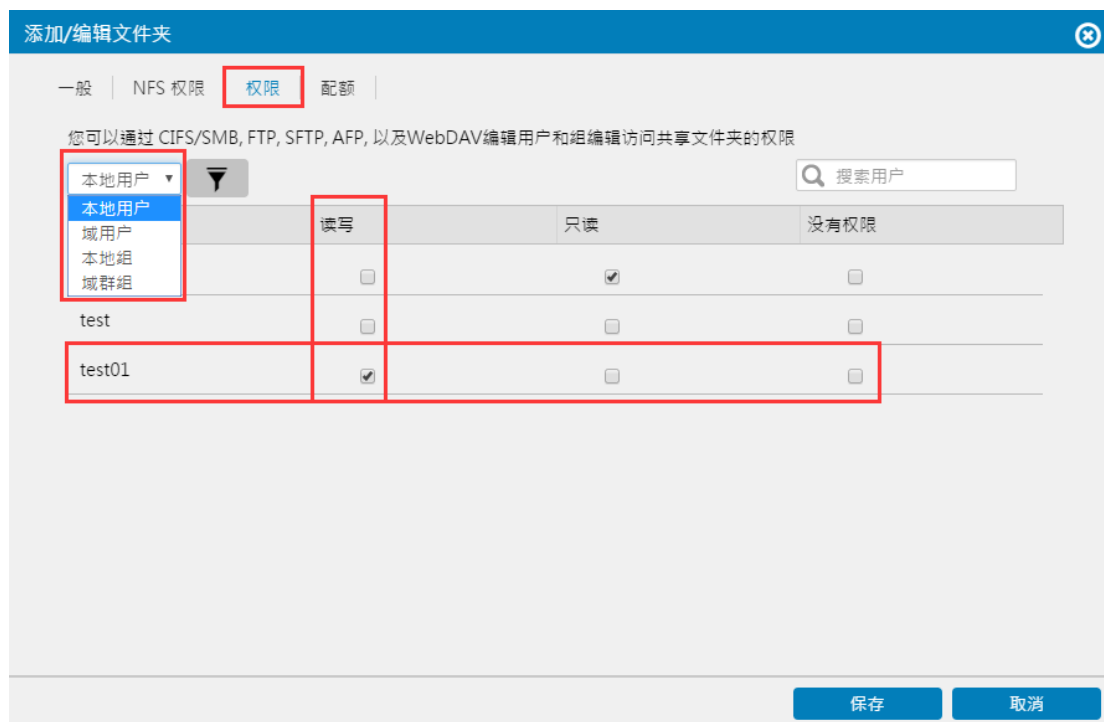 添加/编辑文件夹
一般 NFS 权限 权限 配额
您可以通过 CIFS/SMB, FTP, SFTP, AFP, 以及WebDAV编辑用户和组编辑访问共享文件夹的权限
本地用户 搜索用户
本地用户
域用户
本地组
域群组
读写 只读 没有权限
test
test01
保存 取消